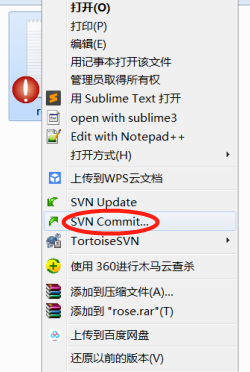 打开(O)
打印(P)
编辑(E)
用记事本打开该文件
管理员取得所有权
用 Sublime Text 打开
open with sublime3
Edit with Notepad++
打开方式(H)
上传到WPS云文档
SVN Update
SVN Commit...
TortoiseSVN
使用 360进行木马云查杀
添加到压缩文件(A)...
添加到 "rose.rar"(T)
上传到百度网盘
还原以前的版本(V)